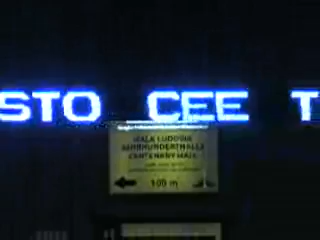 STO CEE T
HALA LUDOWA
JAHRHUNDERTHALLE
CENTENARY HALL
100 m